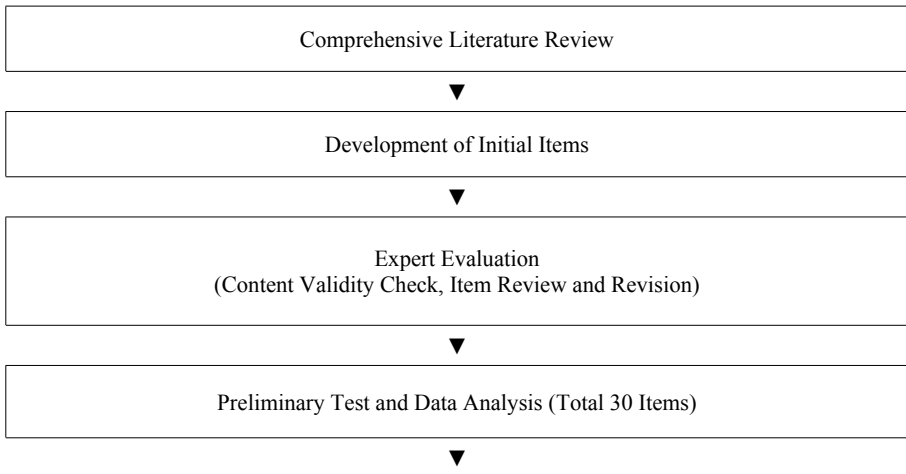 Comprehensive Literature Review
▼
Development of Initial Items
▼
Expert Evaluation
(Content Validity Check, Item Review and Revision)
▼
Preliminary Test and Data Analysis (Total 30 Items)
▼